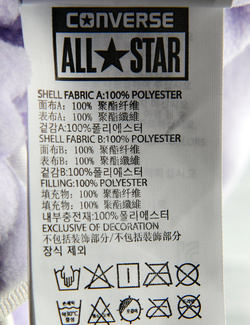 CONVERSE
ALL★STAR
SHELL FABRIC A:100% POLYESTER
面布A: 100% 聚酯纤维
表布A: 100% 聚酯纖維
겉감A:100%폴리에스터
SHELL FABRIC B:100% POLYESTER
面布B: 100% 聚酯纤维
表布B: 100% 聚酯纖維
겉감B:100%폴리에스터
FILLING:100% POLYESTER
填充物: 100% 聚酯纤维
填充物: 100% 聚酯纖維
내부충전재:100%폴리에스터
EXCLUSIVE OF DECORATION
不包括装饰部分/不包括裝飾部分
장식 제외